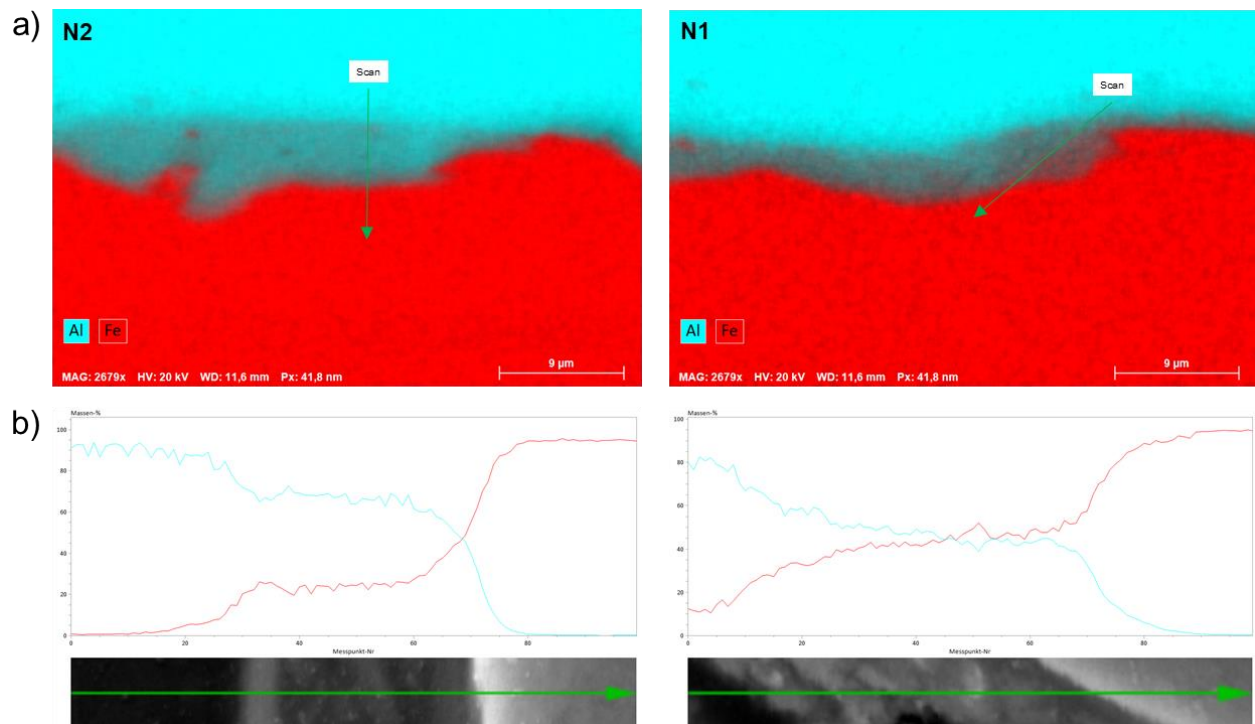 a)
N2
Scan
Al Fe
MAG: 2679x HV: 20 kV WD: 11,6 mm Px: 41,8 nm
9 µm
N1
Scan
Al Fe
MAG: 2679x HV: 20 kV WD: 11,6 mm Px: 41,8 nm
9 µm
b)
Massen-%
100
80
60
40
20
0
0 20 40 60 80
Messpunkt-Nr
Massen-%
100
80
60
40
20
0
0 20 40 60 80
Messpunkt-Nr